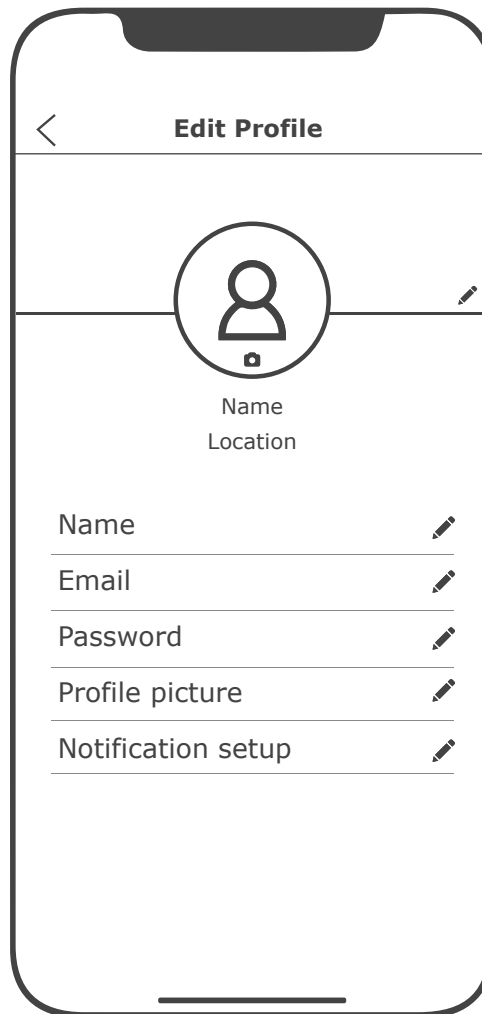 Edit Profile
Name
Location
Name
Email
Password
Profile picture
Notification setup